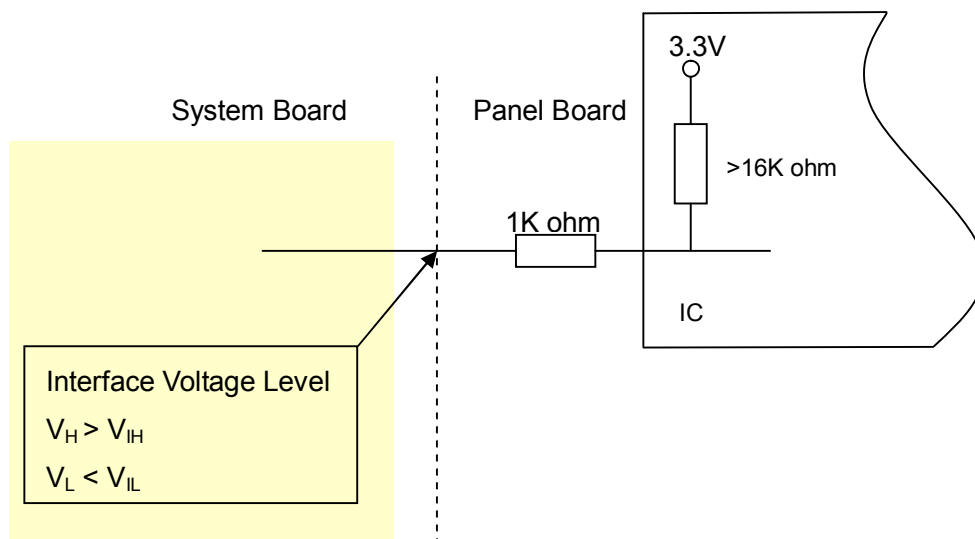 3.3V
System Board
Panel Board
>16K ohm
1K ohm
IC
Interface Voltage Level
VH > VIH
VL < VIL